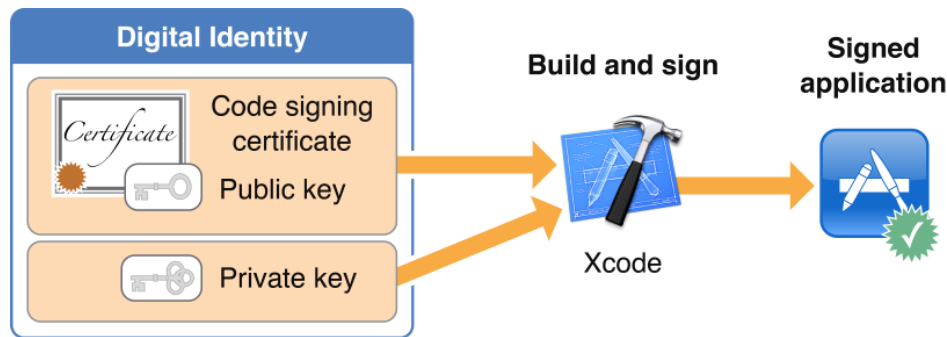 Digital Identity
Certificate
Code signing
certificate
Public key
Private key
Build and sign
Xcode
Signed
application